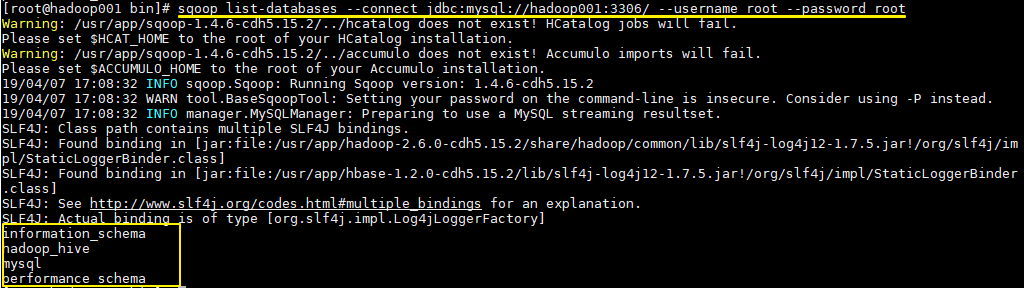 [root@hadoop001 bin]# sqoop list-databases --connect jdbc:mysql://hadoop001:3306/ --username root --password root
Warning: /usr/app/sqoop-1.4.6-cdh5.15.2/../hcatalog does not exist! HCatalog jobs will fail.
Please set $HCAT_HOME to the root of your HCatalog installation.
Warning: /usr/app/sqoop-1.4.6-cdh5.15.2/../accumulo does not exist! Accumulo imports will fail.
Please set $ACCUMULO_HOME to the root of your Accumulo installation.
19/04/07 17:08:32 INFO sqoop.Sqoop: Running Sqoop version: 1.4.6-cdh5.15.2
19/04/07 17:08:32 WARN tool.BaseSqoopTool: Setting your password on the command-line is insecure. Consider using -P instead.
19/04/07 17:08:32 INFO manager.MySQLManager: Preparing to use a MySQL streaming resultset.
SLF4J: Class path contains multiple SLF4J bindings.
SLF4J: Found binding in [jar:file:/usr/app/hadoop-2.6.0-cdh5.15.2/share/hadoop/common/lib/slf4j-log4j12-1.7.5.jar!/org/slf4j/im
pl/StaticLoggerBinder.class]
SLF4J: Found binding in [jar:file:/usr/app/hbase-1.2.0-cdh5.15.2/lib/slf4j-log4j12-1.7.5.jar!/org/slf4j/impl/StaticLoggerBinder
.class]
SLF4J: See http://www.slf4j.org/codes.html#multiple_bindings for an explanation.
SLF4J: Actual binding is of type [org.slf4j.impl.Log4jLoggerFactory]
information_schema
hadoop_hive
mysql
performance_schema